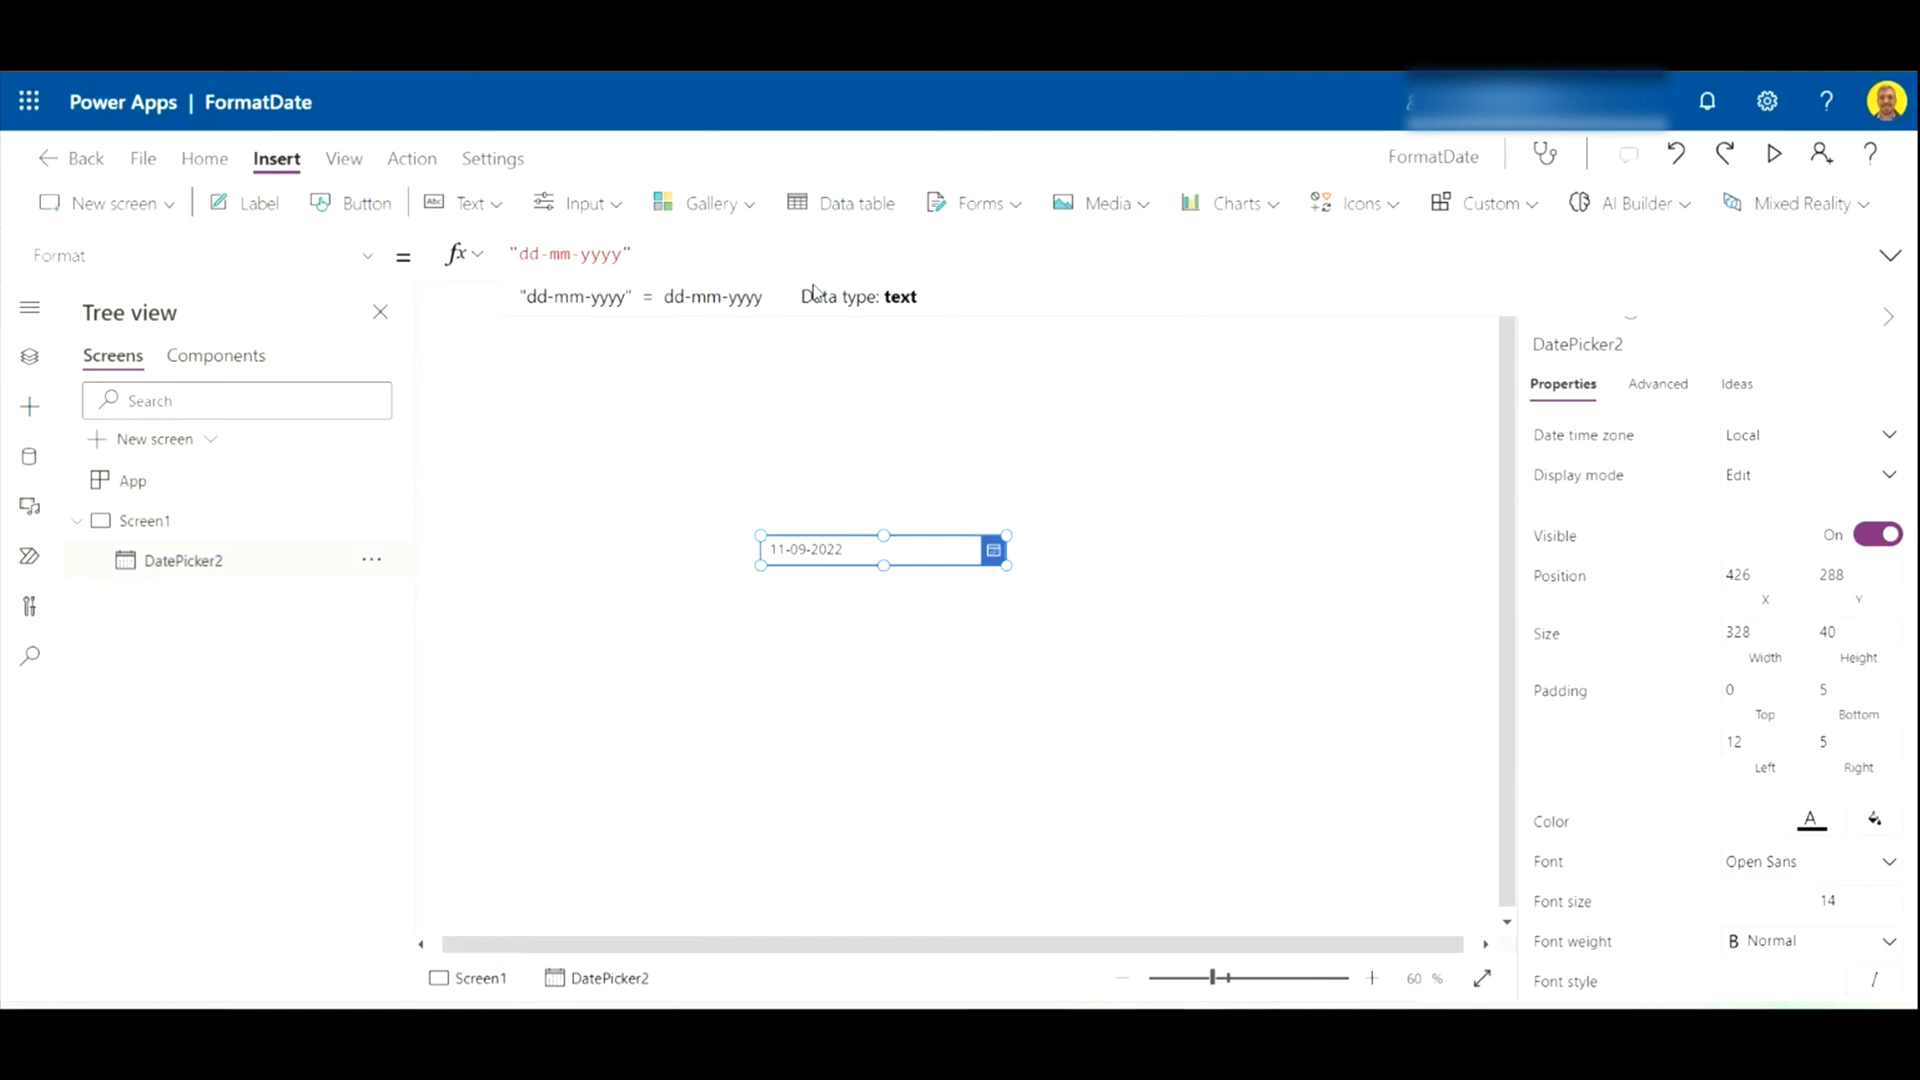 Power Apps | FormatDate
Back File Home Insert View Action Settings FormatDate
New screen Label Button Abc Text Input Gallery Data table Forms Media Charts Icons Custom AI Builder Mixed Reality
Format = fx "dd-mm-yyyy"
"dd-mm-yyyy" = dd-mm-yyyy Data type: text
Tree view
Screens Components
Search
New screen
App
Screen1
DatePicker2
11-09-2022
DatePicker2
Properties Advanced Ideas
Date time zone Local
Display mode Edit
Visible On
Position 426 288
X Y
Size 328 40
Width Height
Padding 0 5
Top Bottom
12 5
Left Right
Color A
Font Open Sans
Font size 14
Font weight B Normal
Font style /
Screen1 DatePicker2 60 %